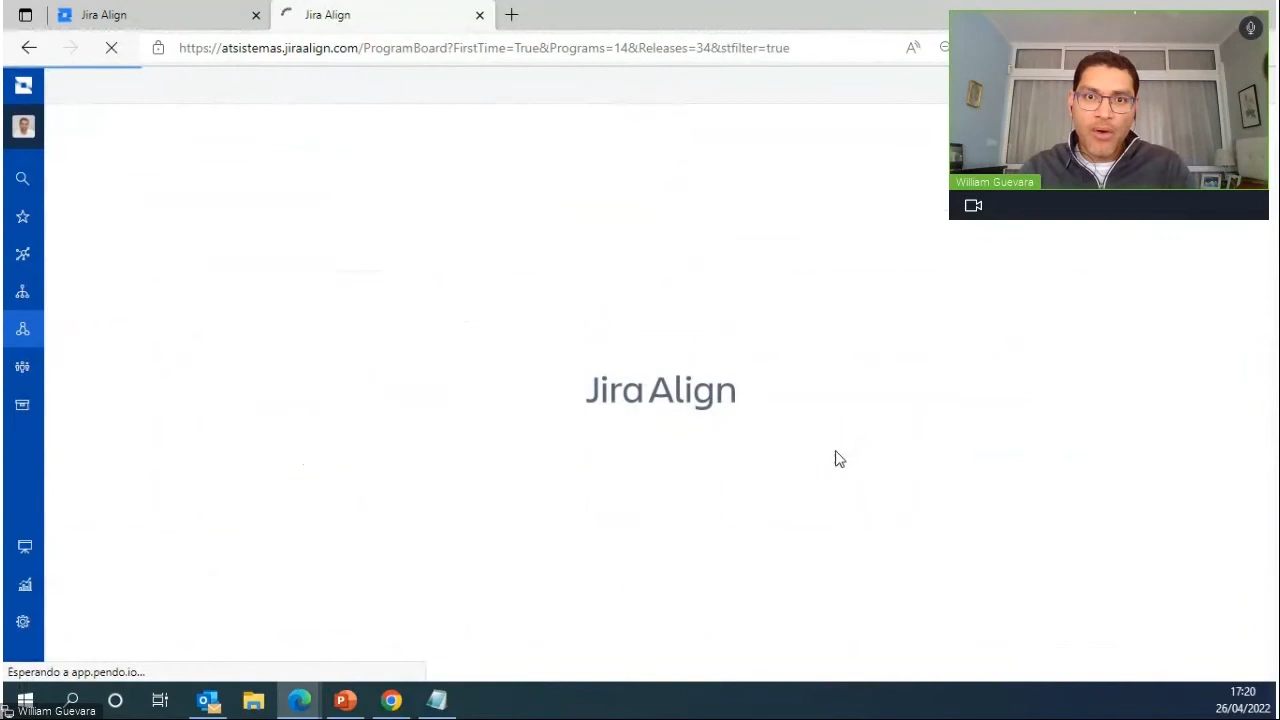 Jira Align
Jira Align
https://atsistemas.jiraalign.com/ProgramBoard?FirstTime=True&Programs=14&Releases=34&stfilter=true
William Guevara
Jira Align
Esperando a app.pendo.io...
17:20
William Guevara
26/04/2022